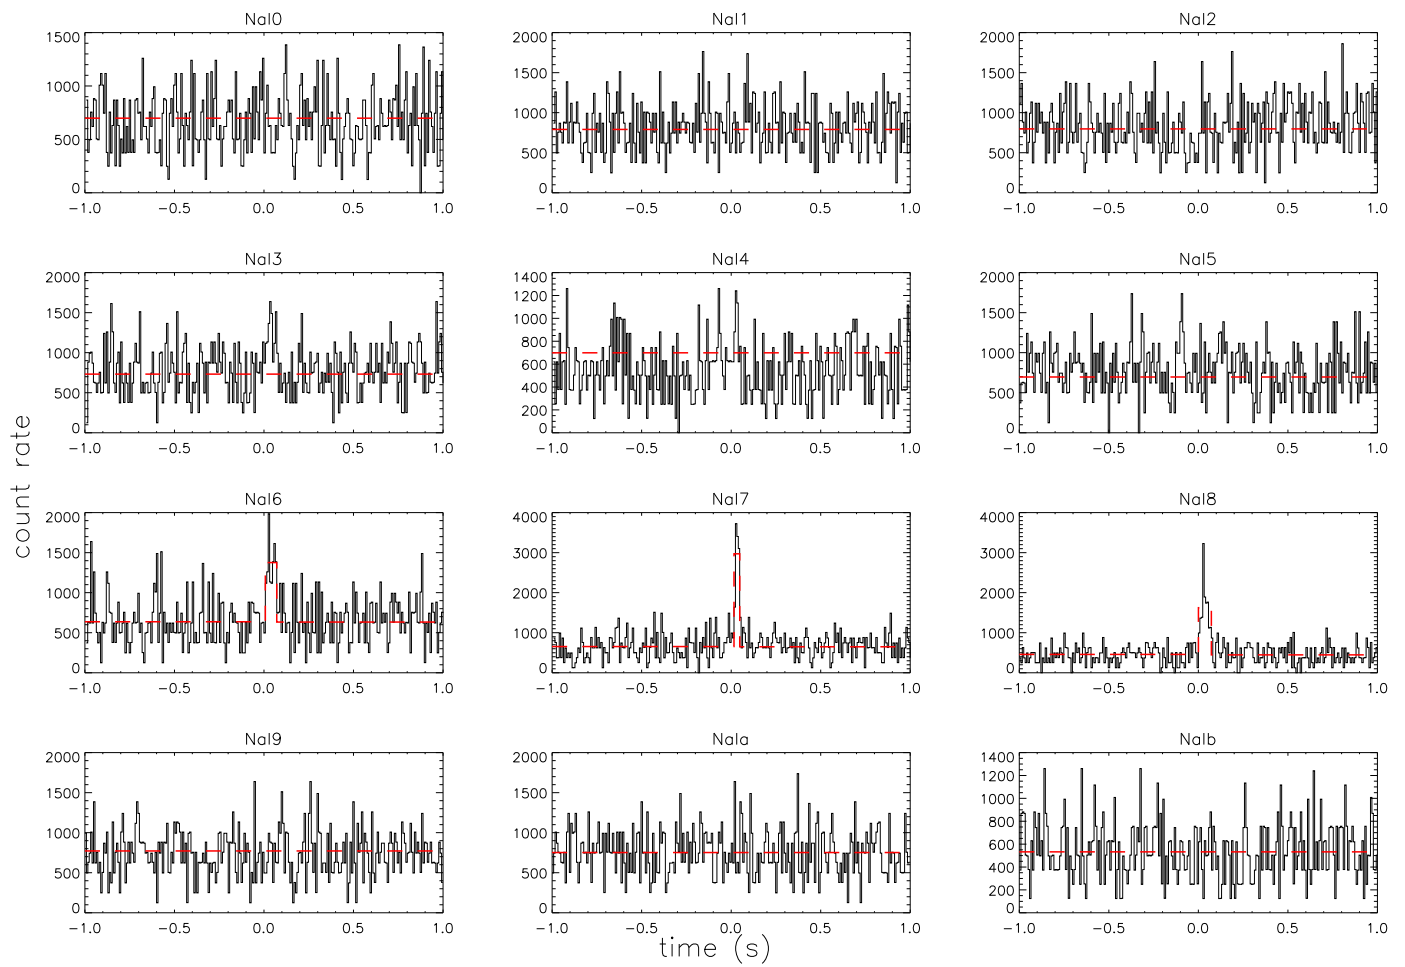 NaI0 NaI1 NaI2
1500 2000 2000
1000 1500 1500
500 1000 1000
0 500 500
0 0
−1.0 −0.5 0.0 0.5 1.0 −1.0 −0.5 0.0 0.5 1.0 −1.0 −0.5 0.0 0.5 1.0
NaI3 NaI4 NaI5
2000 1400 2000
1500 1200 1500
1000 1000 1000
500 800 500
0 600 0
400
200
0
−1.0 −0.5 0.0 0.5 1.0 −1.0 −0.5 0.0 0.5 1.0 −1.0 −0.5 0.0 0.5 1.0
count rate
NaI6 NaI7 NaI8
2000 4000 4000
1500 3000 3000
1000 2000 2000
500 1000 1000
0 0 0
−1.0 −0.5 0.0 0.5 1.0 −1.0 −0.5 0.0 0.5 1.0 −1.0 −0.5 0.0 0.5 1.0
NaI9 NaIa NaIb
2000 2000 1400
1500 1500 1200
1000 1000 1000
500 500 800
0 0 600
400
200
0
−1.0 −0.5 0.0 0.5 1.0 −1.0 −0.5 0.0 0.5 1.0 −1.0 −0.5 0.0 0.5 1.0
time (s)